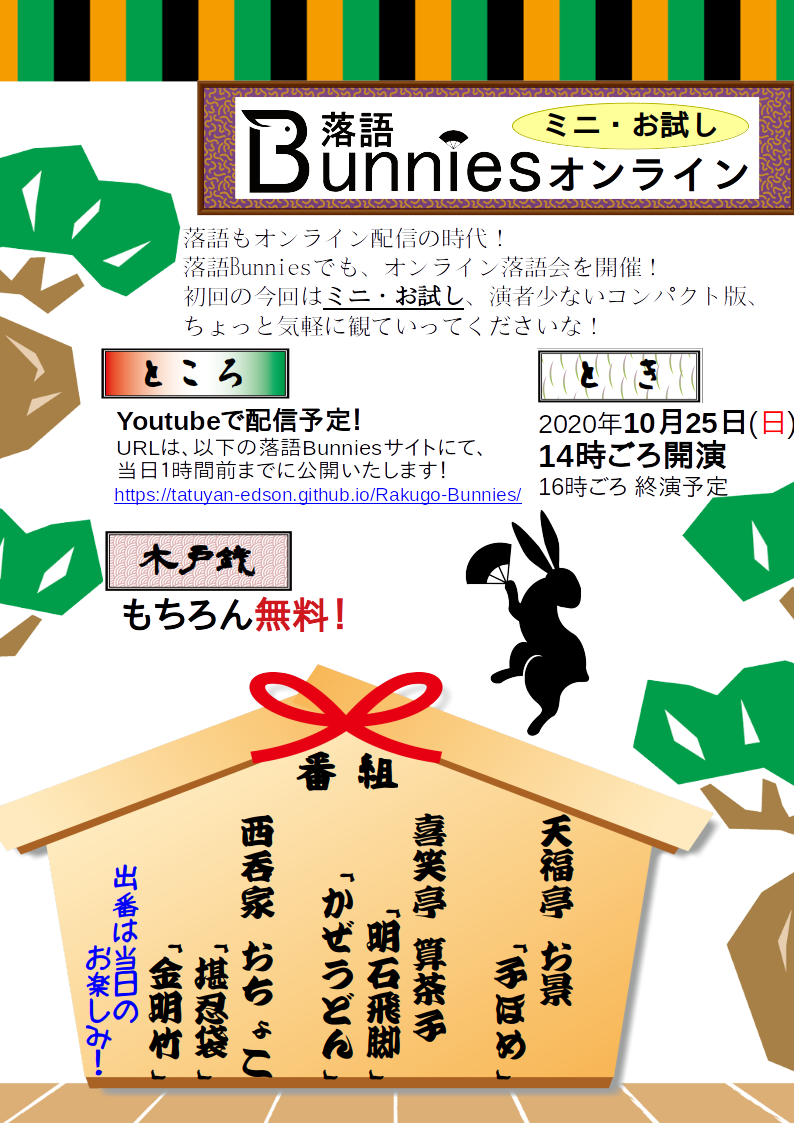 落語
Bunnies
ミニ・お試し
オンライン
落語もオンライン配信の時代！
落語Bunniesでも、オンライン落語会を開催！
初回の今回はミニ・お試し、演者少ないコンパクト版、
ちょっと気軽に観ていってくださいな！
ところ
Youtubeで配信予定!
URLは、以下の落語Bunniesサイトにて、
当日1時間前までに公開いたします!
https://tatuyan-edson.github.io/Rakugo-Bunnies/
とき
2020年10月25日(日)
14時ごろ開演
16時ごろ 終演予定
木戸銭
もちろん無料!
番組
天福亭 お景
「手ほめ」
喜笑亭 算茶子
「明石飛脚」
「かぜうどん」
西呑家 おちょこ
「堪忍袋」
「金明竹」
出番は当日の
お楽しみ！